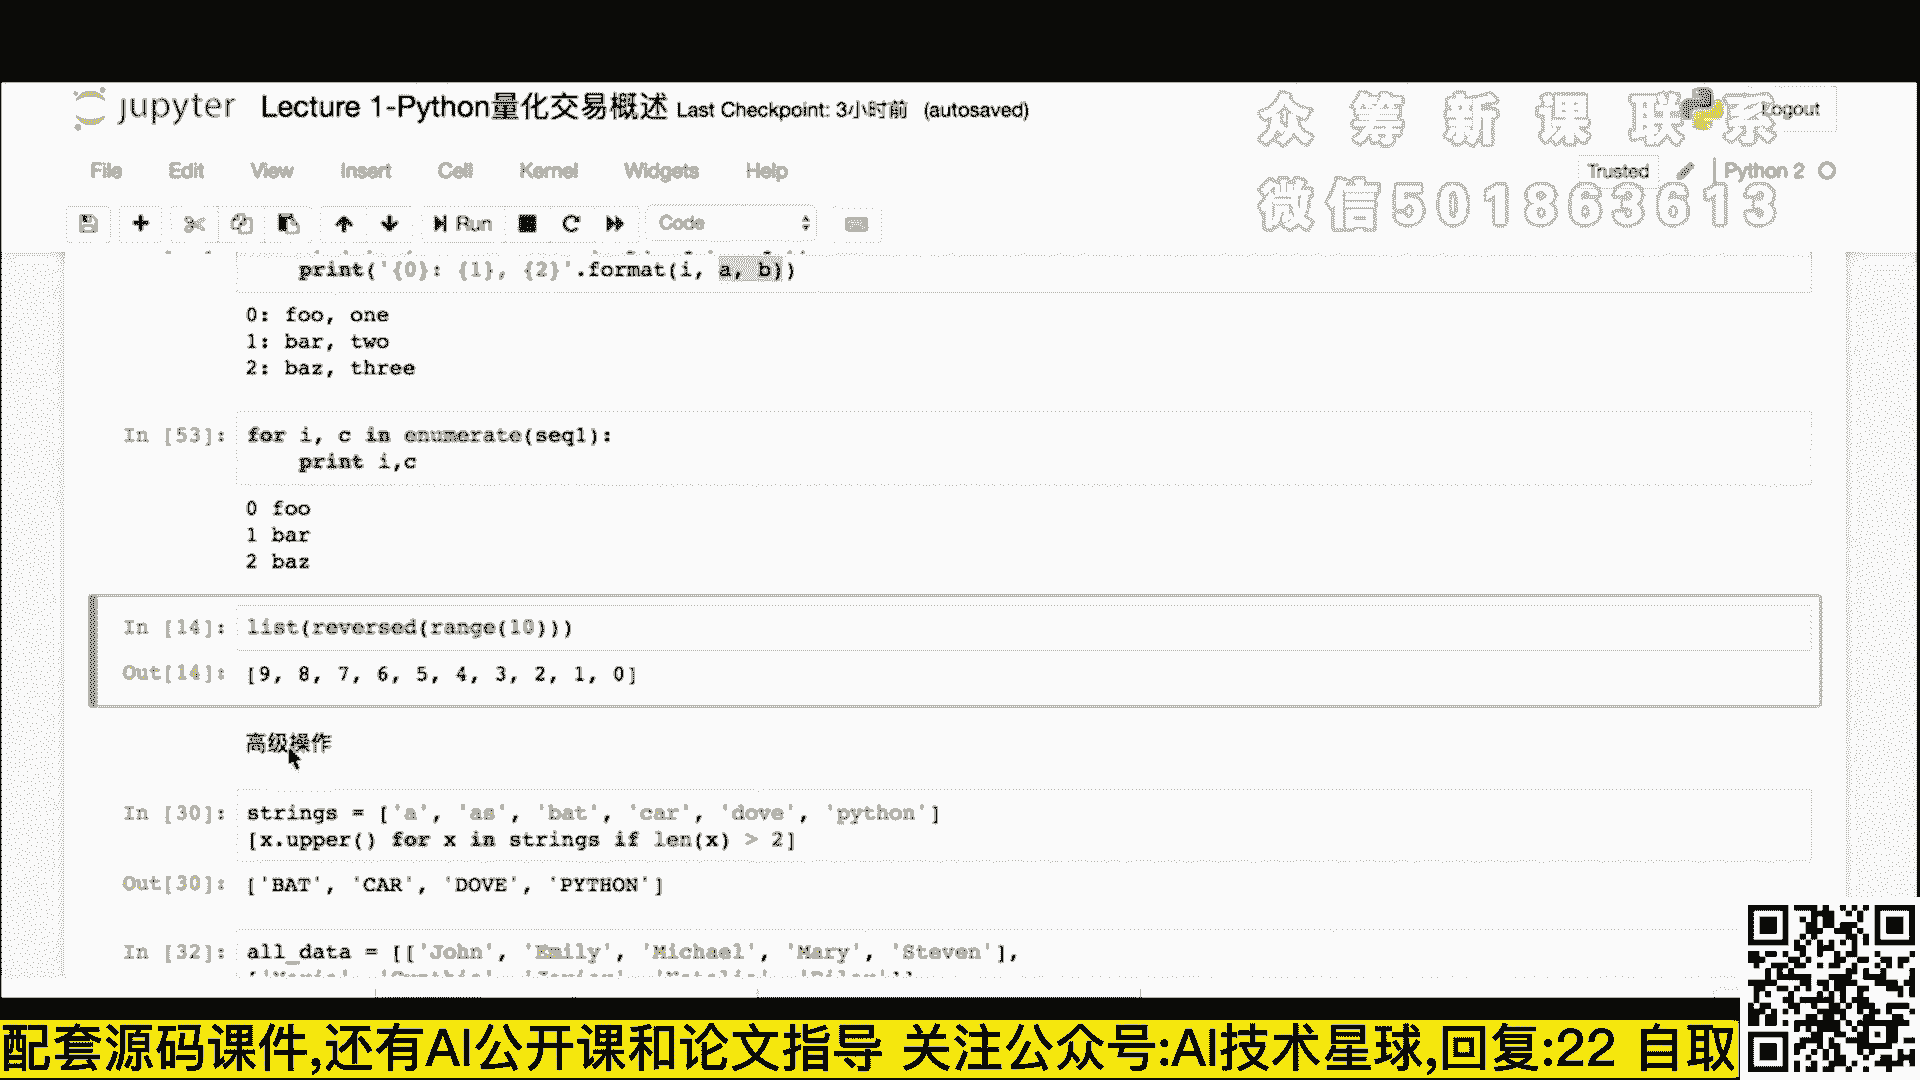 jupyter Lecture 1-Python量化交易概述 Last Checkpoint: 3小时前 (autosaved)
众筹新课联系
Logout
File Edit View Insert Cell Kernel Widgets Help
Trusted Python 2
微信501863613
Run Code
print('{0}: {1}, {2}'.format(i, a, b))
0: foo, one
1: bar, two
2: baz, three
In [53]: for i, c in enumerate(seq1):
print i,c
0 foo
1 bar
2 baz
In [14]: list(reversed(range(10)))
Out[14]: [9, 8, 7, 6, 5, 4, 3, 2, 1, 0]
高级操作
In [30]: strings = ['a', 'as', 'bat', 'car', 'dove', 'python']
[x.upper() for x in strings if len(x) > 2]
Out[30]: ['BAT', 'CAR', 'DOVE', 'PYTHON']
In [32]: all_data = [['John', 'Emily', 'Michael', 'Mary', 'Steven'],
配套源码课件,还有AI公开课和论文指导 关注公众号:AI技术星球,回复:22 自取